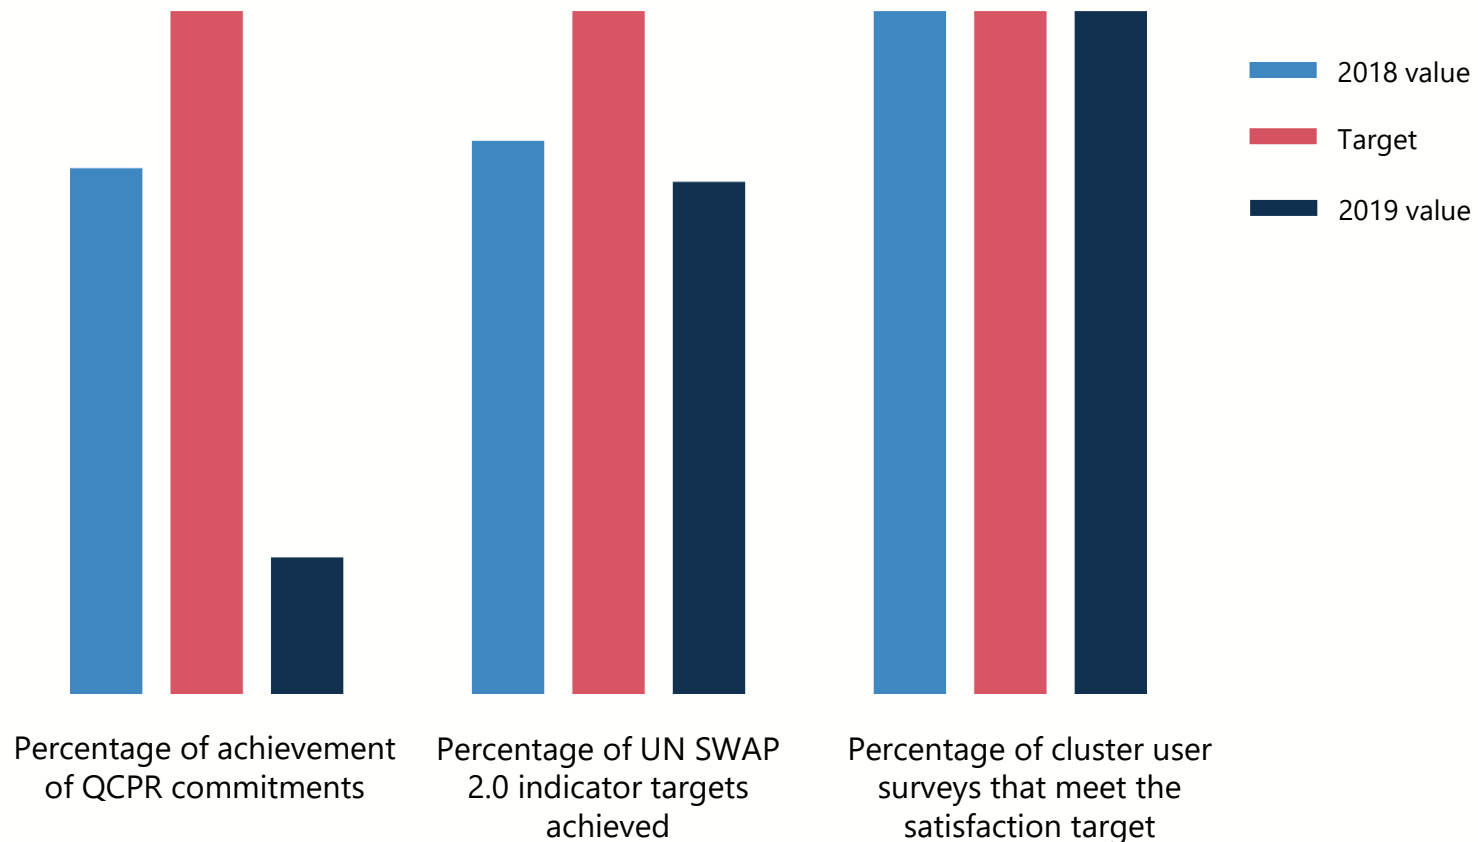 2018 value
Target
2019 value
Percentage of achievement
of QCPR commitments
Percentage of UN SWAP
2.0 indicator targets
achieved
Percentage of cluster user
surveys that meet the
satisfaction target